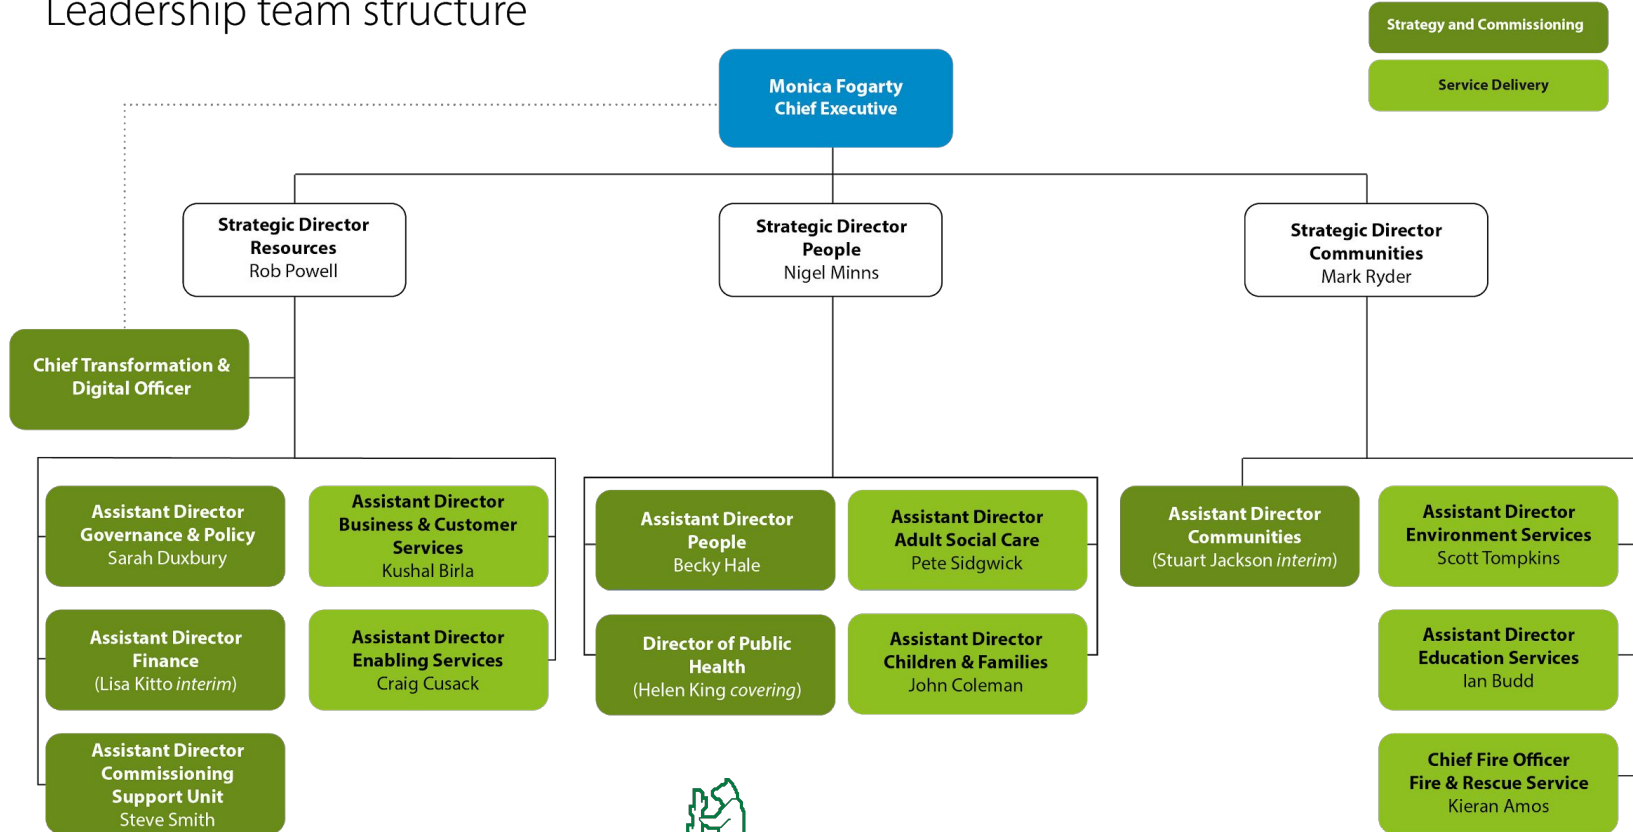 Leadership team structure
Strategy and Commissioning
Service Delivery
Monica Fogarty
Chief Executive
Strategic Director
Resources
Rob Powell
Strategic Director
People
Nigel Minns
Strategic Director
Communities
Mark Ryder
Chief Transformation &
Digital Officer
Assistant Director
Governance & Policy
Sarah Duxbury
Assistant Director
Business & Customer
Services
Kushal Birla
Assistant Director
Finance
(Lisa Kitto interim)
Assistant Director
Enabling Services
Craig Cusack
Assistant Director
Commissioning
Support Unit
Steve Smith
Assistant Director
People
Becky Hale
Assistant Director
Adult Social Care
Pete Sidgwick
Director of Public
Health
(Helen King covering)
Assistant Director
Children & Families
John Coleman
Assistant Director
Communities
(Stuart Jackson interim)
Assistant Director
Environment Services
Scott Tompkins
Assistant Director
Education Services
Ian Budd
Chief Fire Officer
Fire & Rescue Service
Kieran Amos